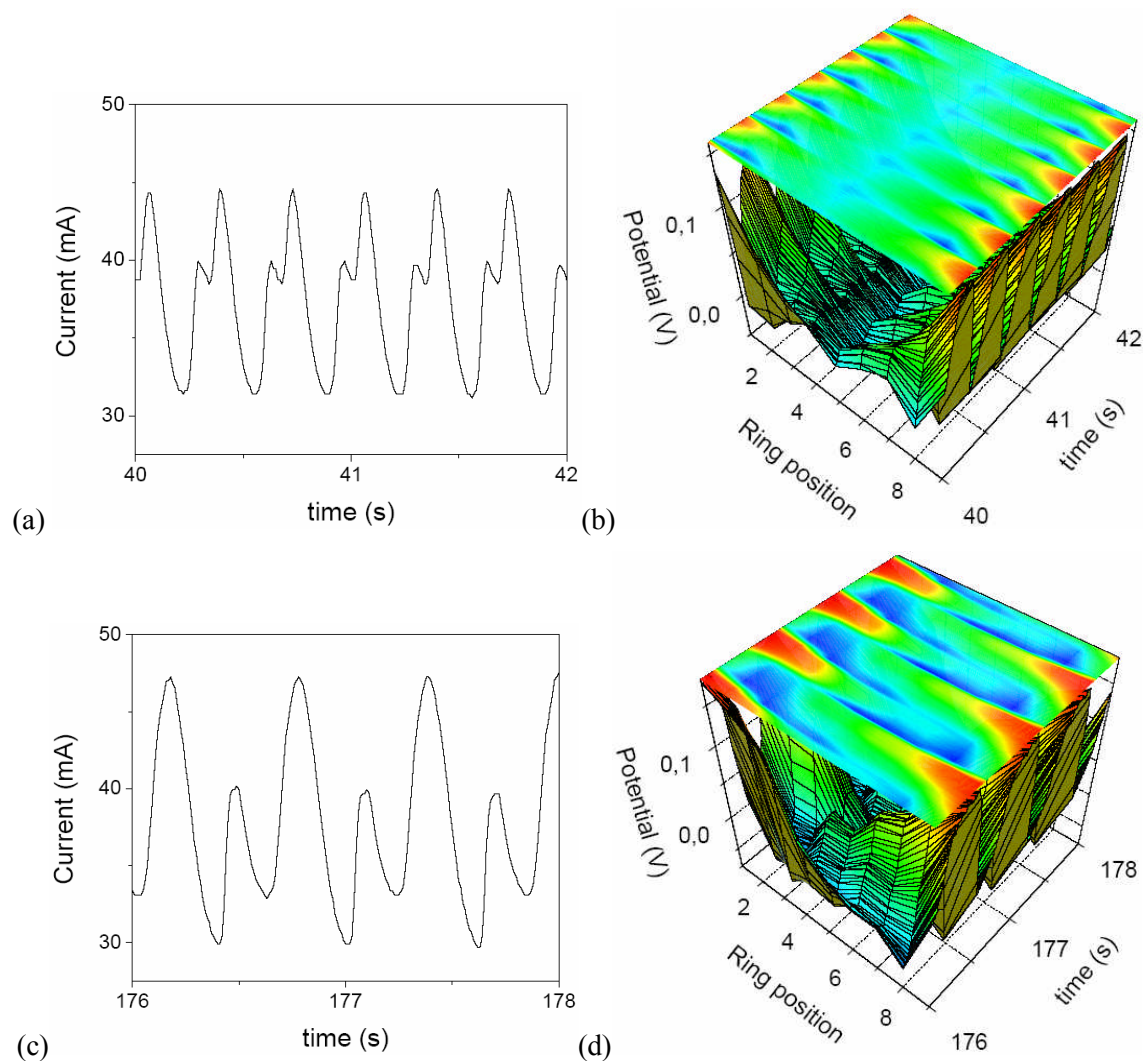 50
40
30
Current (mA)
40
41
42
time (s)
(a)
0,1
0,0
Potential (V)
2
4
6
8
Ring position
40
41
42
time (s)
(b)
50
40
30
Current (mA)
176
177
178
time (s)
(c)
0,1
0,0
Potential (V)
2
4
6
8
Ring position
176
177
178
time (s)
(d)